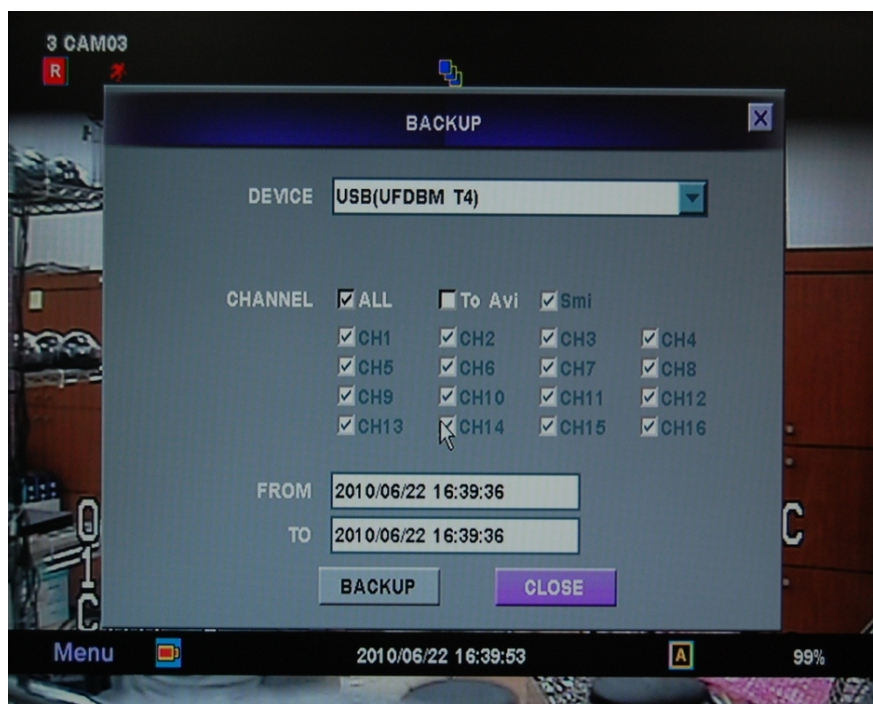 3 CAM03
R
BACKUP X
DEVICE USB(UFDBM T4)
CHANNEL ALL To Avi Smi
CH1 CH2 CH3 CH4
CH5 CH6 CH7 CH8
CH9 CH10 CH11 CH12
CH13 CH14 CH15 CH16
FROM 2010/06/22 16:39:36
TO 2010/06/22 16:39:36
BACKUP CLOSE
Menu 2010/06/22 16:39:53 A 99%